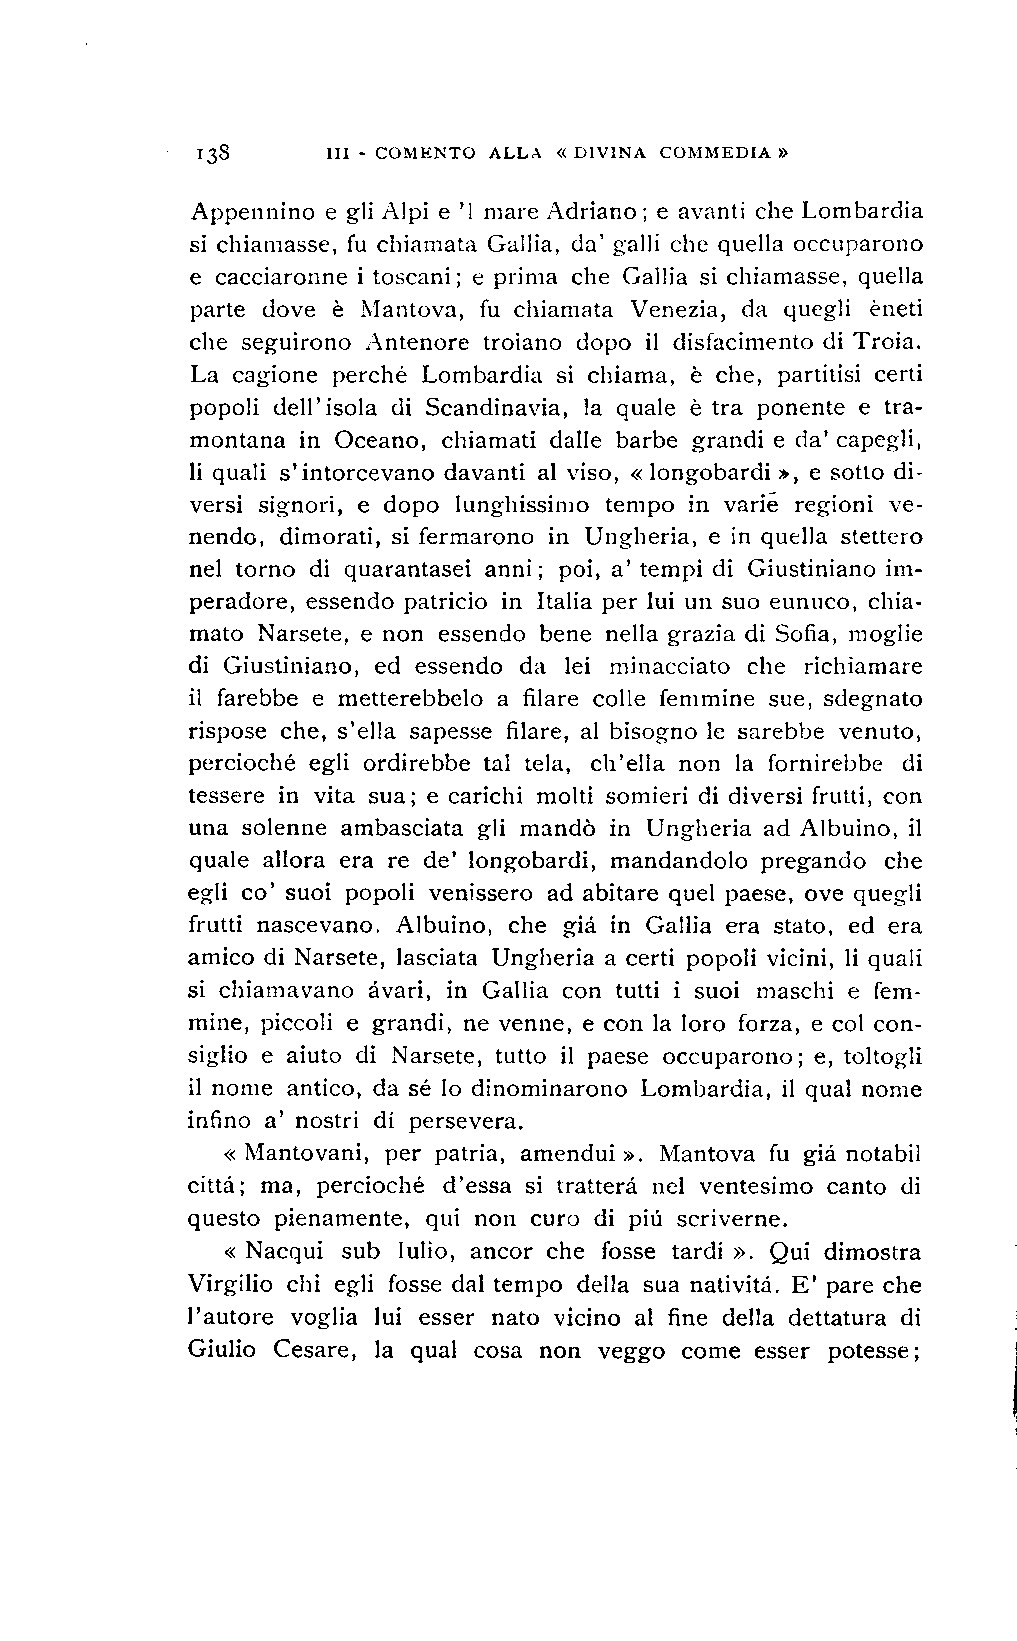 138 III - COMENTO ALLA « DIVINA COMMEDIA »
Appennino e gli Alpi e 'l mare Adriano; e avanti che Lombardia
si chiamasse, fu chiamata Gallia, da' galli che quella occuparono
e cacciaronne i toscani; e prima che Gallia si chiamasse, quella
parte dove è Mantova, fu chiamata Venezia, da quegli èneti
che seguirono Antenore troiano dopo il disfacimento di Troia.
La cagione perché Lombardia si chiama, è che, partitisi certi
popoli dell'isola di Scandinavia, la quale è tra ponente e tra-
montana in Oceano, chiamati dalle barbe grandi e da' capegli,
li quali s'intorcevano davanti al viso, « longobardi », e sotto di-
versi signori, e dopo lunghissimo tempo in varie regioni ve-
nendo, dimorati, si fermarono in Ungheria, e in quella stettero
nel torno di quarantasei anni; poi, a' tempi di Giustiniano im-
peradore, essendo patricio in Italia per lui un suo eunuco, chia-
mato Narsete, e non essendo bene nella grazia di Sofia, moglie
di Giustiniano, ed essendo da lei minacciato che richiamare
il farebbe e metterebbelo a filare colle femmine sue, sdegnato
rispose che, s'ella sapesse filare, al bisogno le sarebbe venuto,
percioché egli ordirebbe tal tela, ch'ella non la fornirebbe di
tessere in vita sua; e carichi molti somieri di diversi frutti, con
una solenne ambasciata gli mandò in Ungheria ad Albuino, il
quale allora era re de' longobardi, mandandolo pregando che
egli co' suoi popoli venissero ad abitare quel paese, ove quegli
frutti nascevano. Albuino, che giá in Gallia era stato, ed era
amico di Narsete, lasciata Ungheria a certi popoli vicini, li quali
si chiamavano ávari, in Gallia con tutti i suoi maschi e fem-
mine, piccoli e grandi, ne venne, e con la loro forza, e col con-
siglio e aiuto di Narsete, tutto il paese occuparono; e, toltogli
il nome antico, da sé lo dinominarono Lombardia, il qual nome
infino a' nostri dí persevera.
« Mantovani, per patria, amendui ». Mantova fu giá notabil
cittá; ma, percioché d'essa si tratterá nel ventesimo canto di
questo pienamente, qui non curo di piú scriverne.
« Nacqui sub Iulio, ancor che fosse tardi ». Qui dimostra
Virgilio chi egli fosse dal tempo della sua nativitá. E' pare che
l'autore voglia lui esser nato vicino al fine della dettatura di
Giulio Cesare, la qual cosa non veggo come esser potesse;